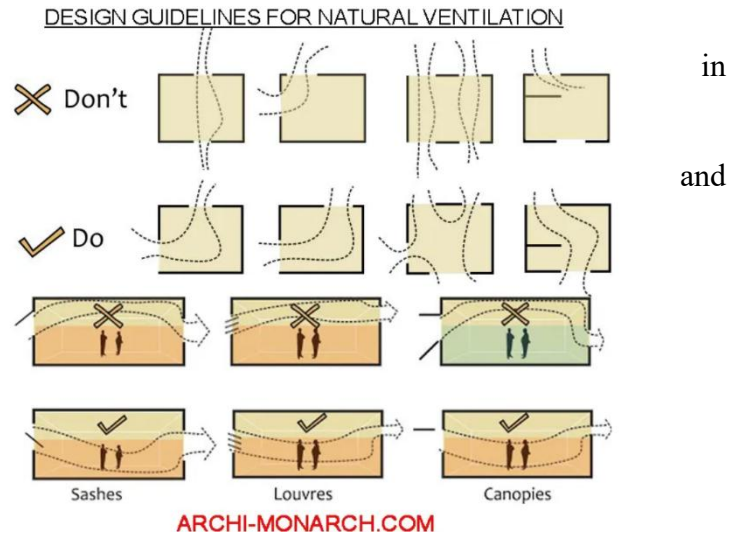 DESIGN GUIDELINES FOR NATURAL VENTILATION
in
Don't
and
Do
Sashes
Louvres
Canopies
ARCHI-MONARCH.COM